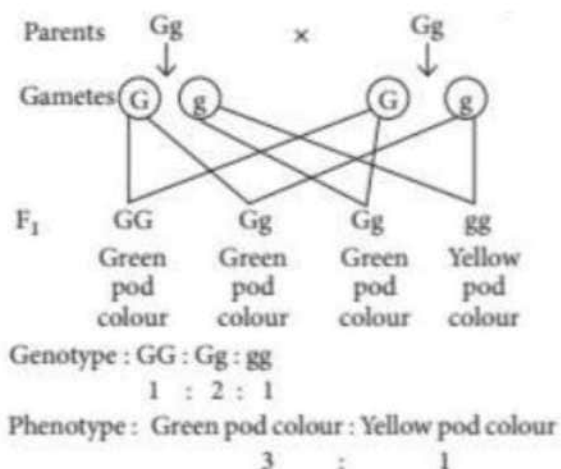 Parents Gg × Gg
Gametes G g G g
F₁ GG Gg Gg gg
Green Green Green Yellow
pod pod pod pod
colour colour colour colour
Genotype : GG : Gg : gg
1 : 2 : 1
Phenotype : Green pod colour : Yellow pod colour
3 : 1